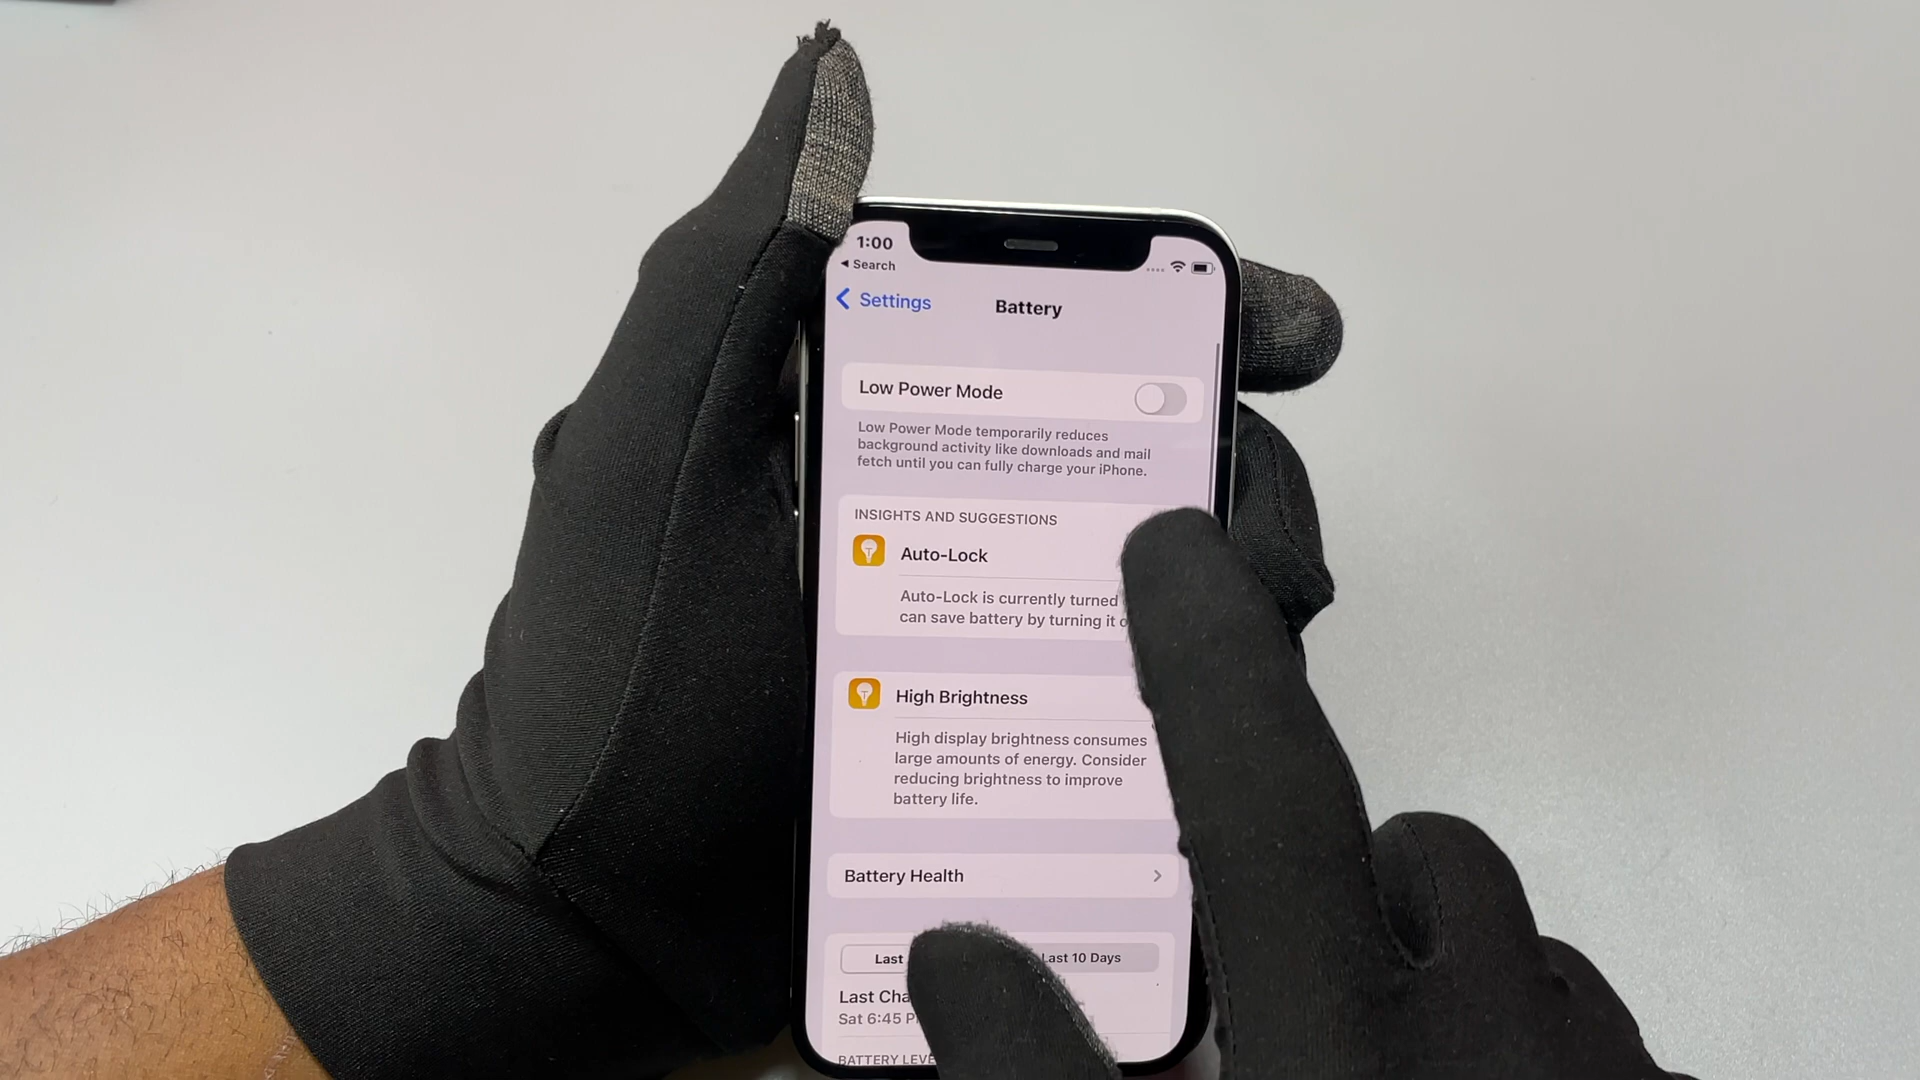 1:00
◀ Search
Settings
Battery
Low Power Mode
Low Power Mode temporarily reduces
background activity like downloads and mail
fetch until you can fully charge your iPhone.
INSIGHTS AND SUGGESTIONS
Auto-Lock
Auto-Lock is currently turned
can save battery by turning it
High Brightness
High display brightness consumes
large amounts of energy. Consider
reducing brightness to improve
battery life.
Battery Health
Last
Last 10 Days
Last
Sat 6:45
BATTERY